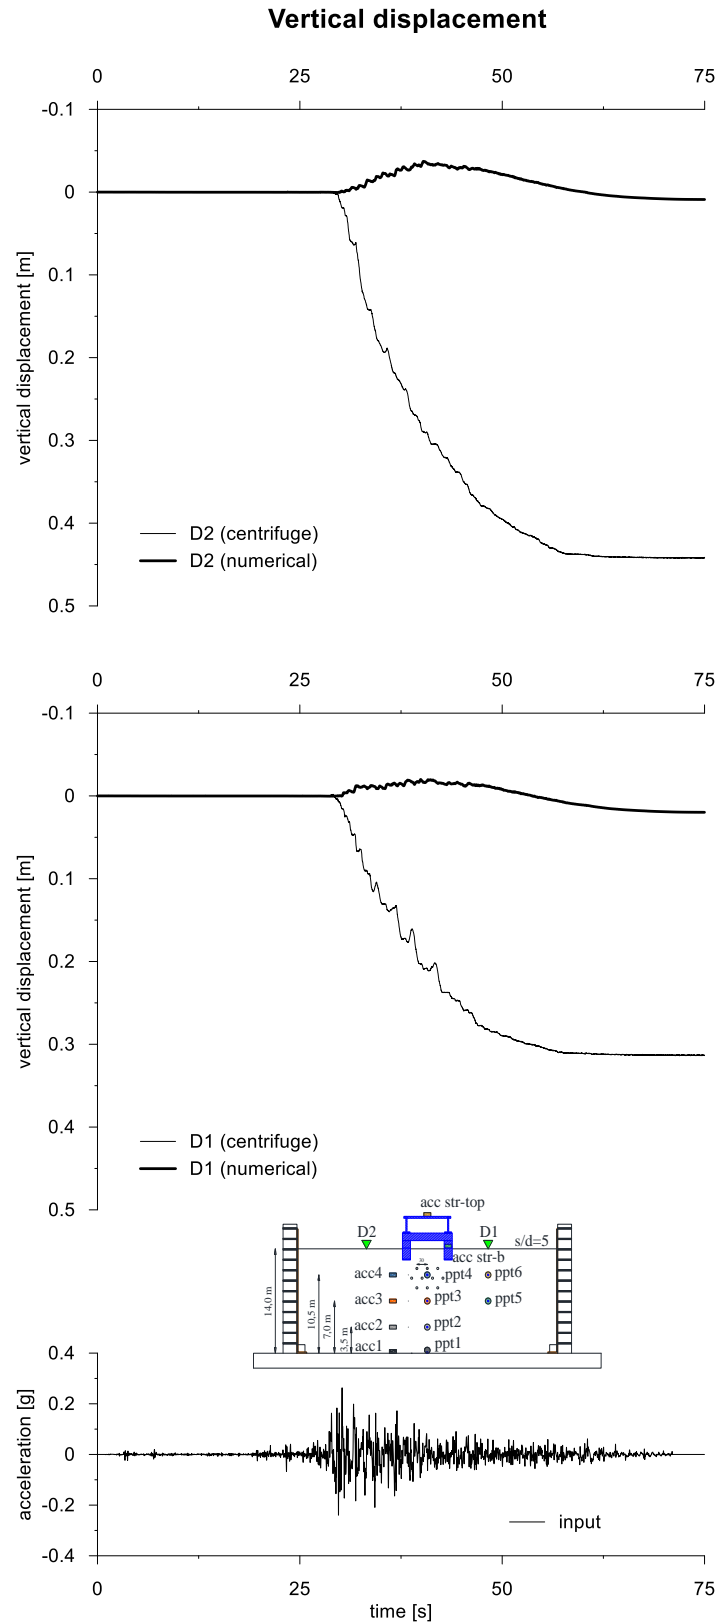 Vertical displacement
0 25 50 75
-0.1
0
0.1
0.2
0.3
0.4
0.5
vertical displacement [m]
D2 (centrifuge)
D2 (numerical)
0 25 50 75
-0.1
0
0.1
0.2
0.3
0.4
0.5
vertical displacement [m]
D1 (centrifuge)
D1 (numerical)
acc str-top
D2 D1 s/d=5
acc str-b
acc4 ppt4 ppt6
acc3 ppt3 ppt5
acc2 ppt2
acc1 ppt1
14,0 m
10,5 m
7,0 m
3,5 m
0.4
0.2
0
-0.2
-0.4
acceleration [g]
input
0 25 50 75
time [s]